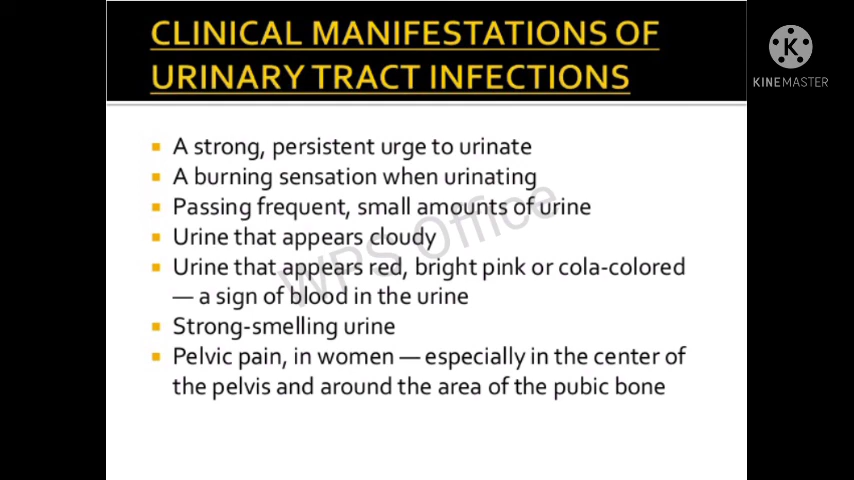 CLINICAL MANIFESTATIONS OF
URINARY TRACT INFECTIONS
K
KINEMASTER
A strong, persistent urge to urinate
A burning sensation when urinating
Passing frequent, small amounts of urine
Urine that appears cloudy
Urine that appears red, bright pink or cola-colored
— a sign of blood in the urine
Strong-smelling urine
Pelvic pain, in women — especially in the center of
the pelvis and around the area of the pubic bone
WPS Office